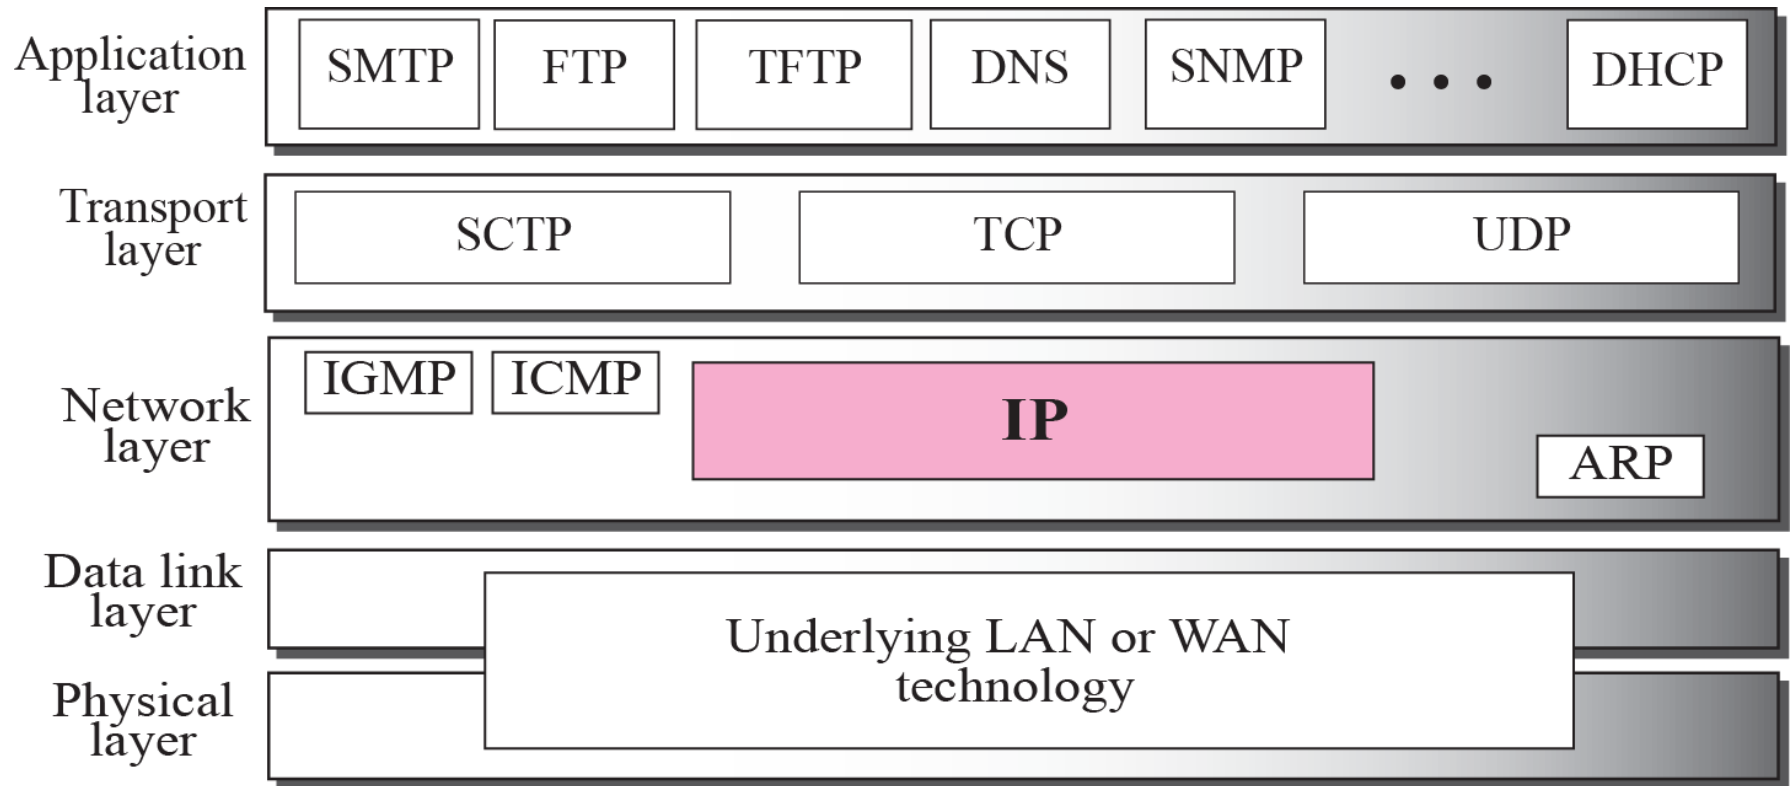 Application
layer
SMTP
FTP
TFTP
DNS
SNMP
• • •
DHCP
Transport
layer
SCTP
TCP
UDP
Network
layer
IGMP
ICMP
IP
ARP
Data link
layer
Underlying LAN or WAN
technology
Physical
layer